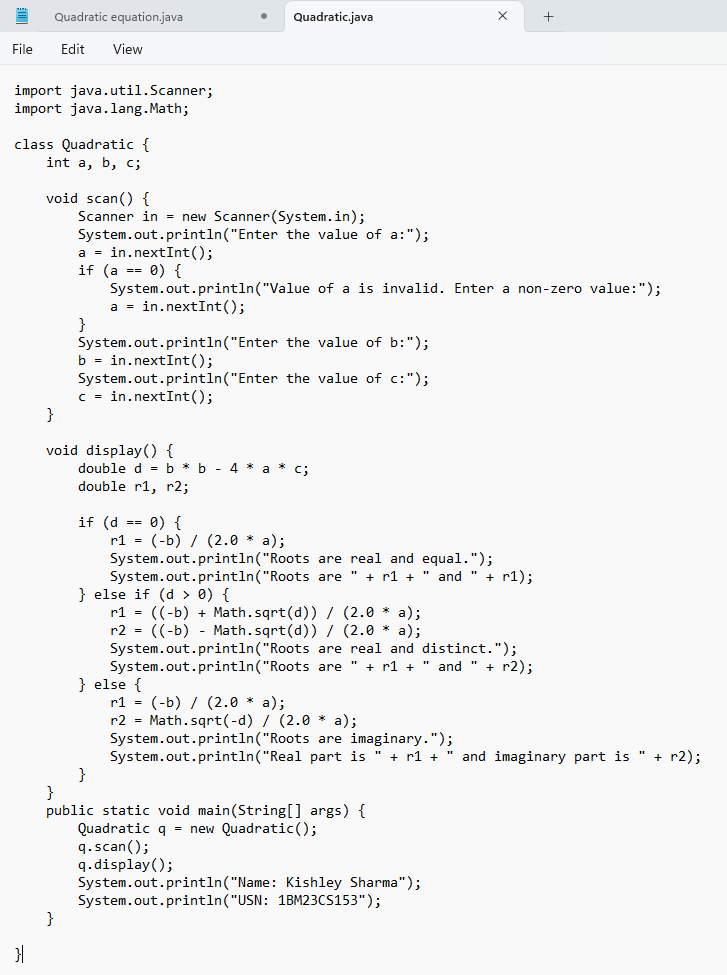 Quadratic equation.java
Quadratic.java
File Edit View
import java.util.Scanner;
import java.lang.Math;

class Quadratic {
    int a, b, c;

    void scan() {
        Scanner in = new Scanner(System.in);
        System.out.println("Enter the value of a:");
        a = in.nextInt();
        if (a == 0) {
            System.out.println("Value of a is invalid. Enter a non-zero value:");
            a = in.nextInt();
        }
        System.out.println("Enter the value of b:");
        b = in.nextInt();
        System.out.println("Enter the value of c:");
        c = in.nextInt();
    }

    void display() {
        double d = b * b - 4 * a * c;
        double r1, r2;

        if (d == 0) {
            r1 = (-b) / (2.0 * a);
            System.out.println("Roots are real and equal.");
            System.out.println("Roots are " + r1 + " and " + r1);
        } else if (d > 0) {
            r1 = ((-b) + Math.sqrt(d)) / (2.0 * a);
            r2 = ((-b) - Math.sqrt(d)) / (2.0 * a);
            System.out.println("Roots are real and distinct.");
            System.out.println("Roots are " + r1 + " and " + r2);
        } else {
            r1 = (-b) / (2.0 * a);
            r2 = Math.sqrt(-d) / (2.0 * a);
            System.out.println("Roots are imaginary.");
            System.out.println("Real part is " + r1 + " and imaginary part is " + r2);
        }
    }
    public static void main(String[] args) {
        Quadratic q = new Quadratic();
        q.scan();
        q.display();
        System.out.println("Name: Kishley Sharma");
        System.out.println("USN: 1BM23CS153");
    }

}